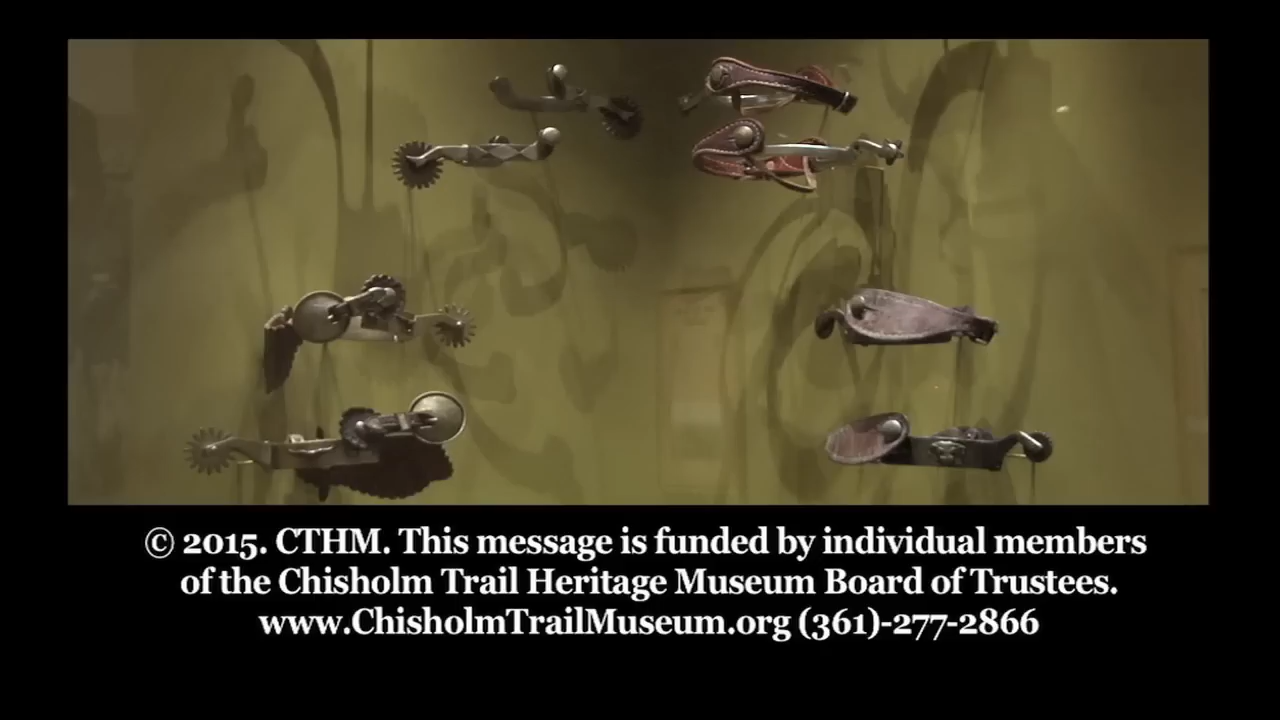 © 2015. CTHM. This message is funded by individual members
of the Chisholm Trail Heritage Museum Board of Trustees.
www.ChisholmTrailMuseum.org (361)-277-2866